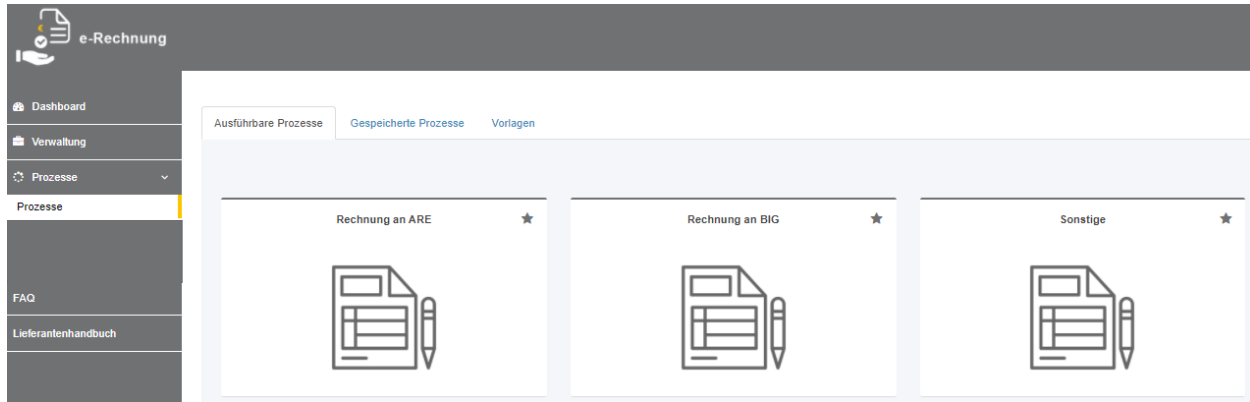 e-Rechnung
Dashboard
Verwaltung
Prozesse
Prozesse
FAQ
Lieferantenhandbuch
Ausführbare Prozesse Gespeicherte Prozesse Vorlagen
Rechnung an ARE Rechnung an BIG Sonstige